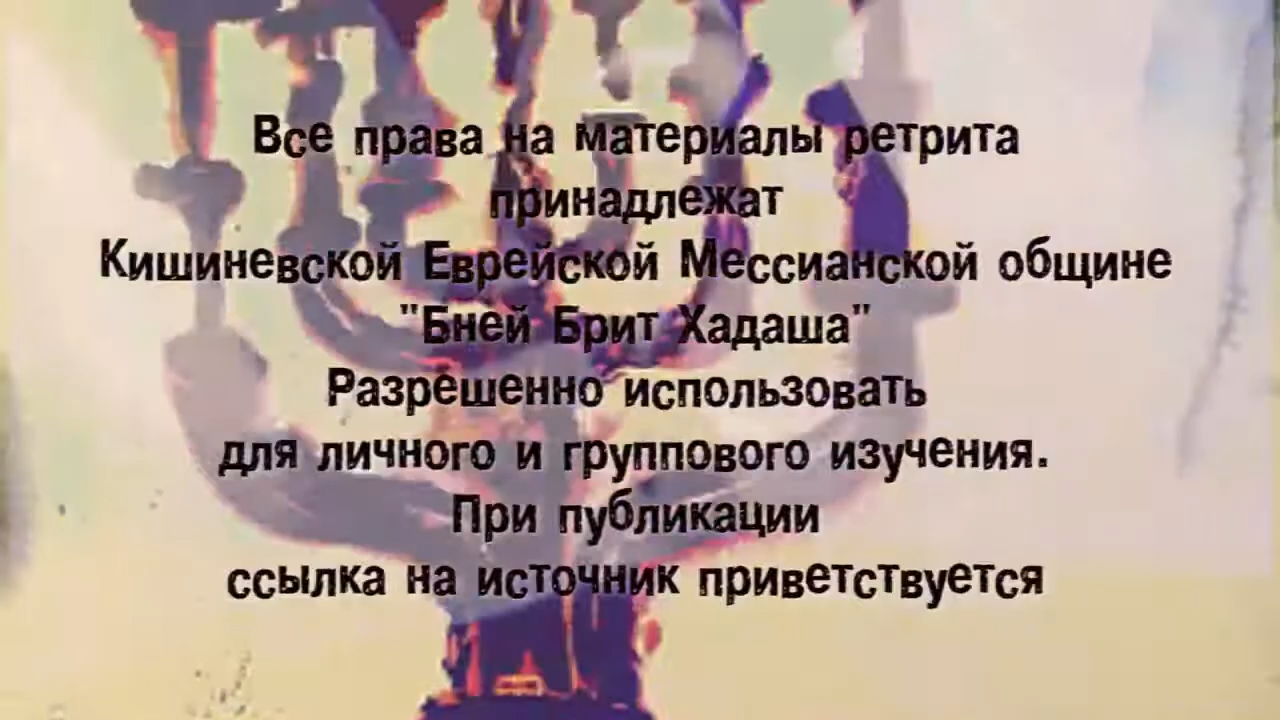 Все права на материалы ретрита
принадлежат
Кишиневской Еврейской Мессианской общине
"Бней Брит Хадаша"
Разрешенно использовать
для личного и группового изучения.
При публикации
ссылка на источник приветствуется